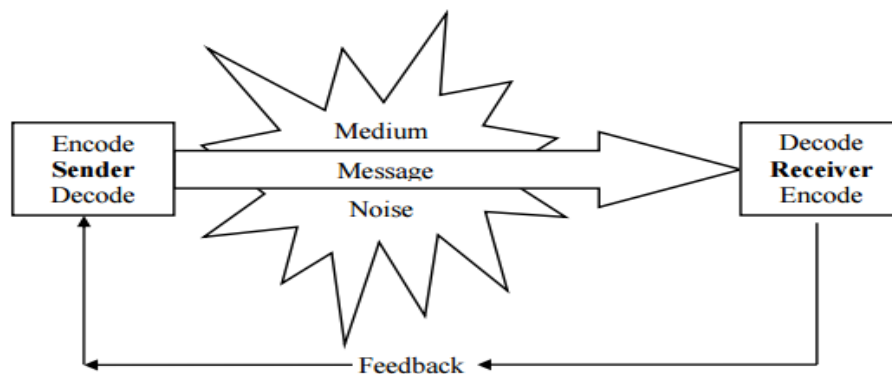 Encode
Sender
Decode
Medium
Message
Noise
Decode
Receiver
Encode
Feedback